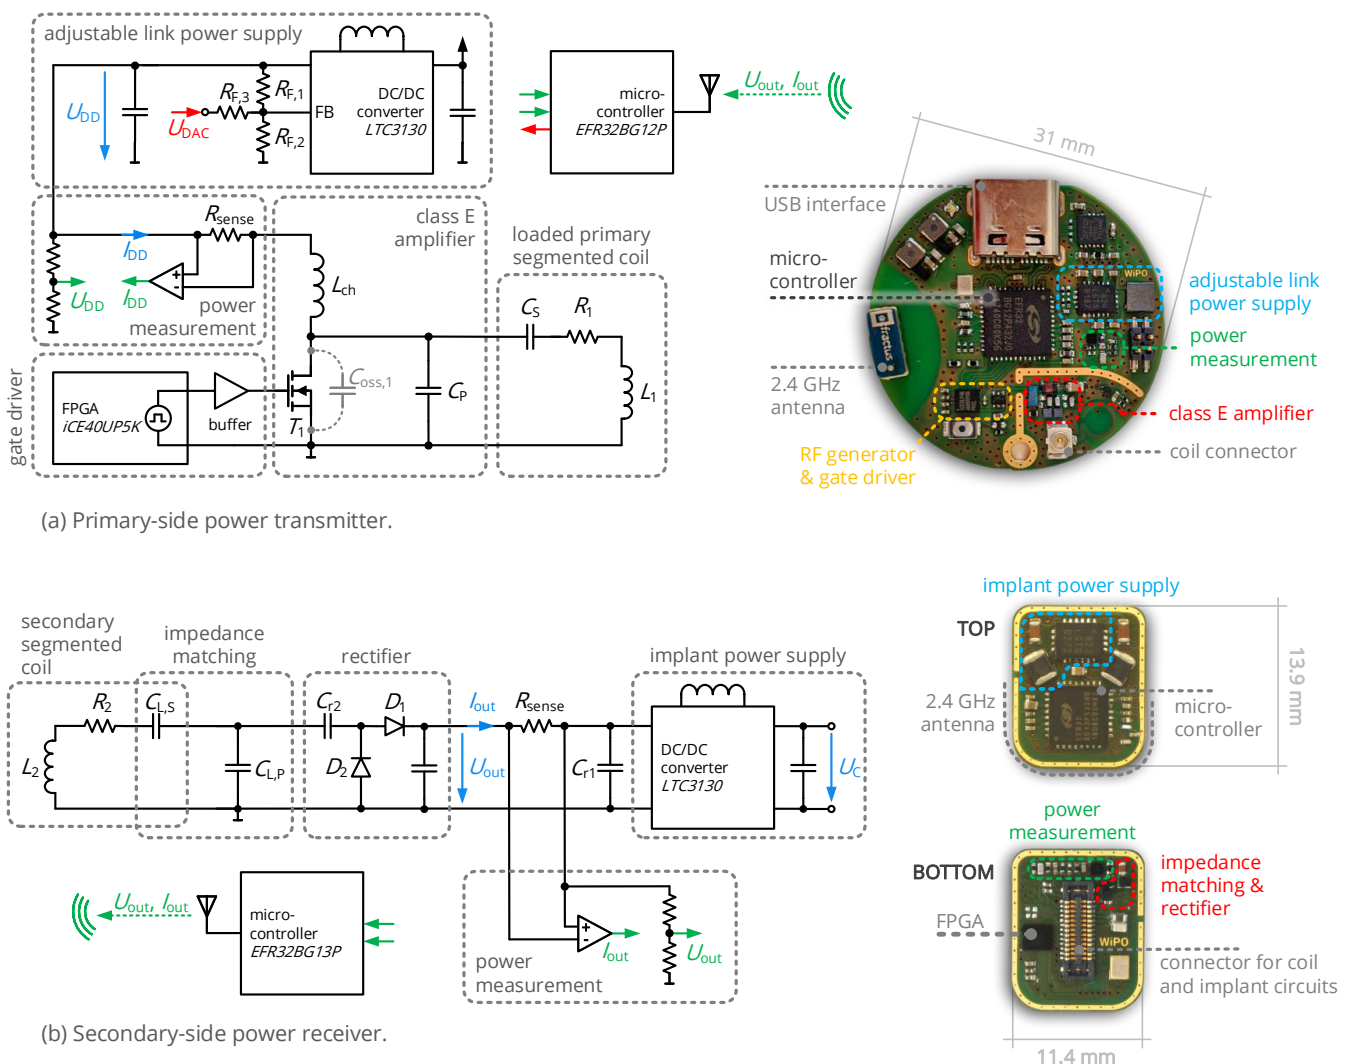 adjustable link power supply
U_DD
U_DAC
R_F,3
R_F,1
R_F,2
FB
DC/DC
converter
LTC3130
micro-
controller
EFR32BG12P
U_out, I_out
R_sense
I_DD
U_DD
I_DD
power
measurement
class E
amplifier
L_ch
C_oss,1
C_P
T_1
loaded primary
segmented coil
C_S
R_1
L_1
gate driver
FPGA
iCE40UP5K
buffer
31 mm
USB interface
micro-
controller
2.4 GHz
antenna
fractus
WiPO
EFR32
adjustable link
power supply
power
measurement
class E amplifier
coil connector
RF generator
& gate driver
(a) Primary-side power transmitter.
secondary
segmented
coil
impedance
matching
rectifier
implant power supply
R_2
C_L,S
L_2
C_L,P
C_r2
D_1
D_2
I_out
U_out
R_sense
C_r1
DC/DC
converter
LTC3130
U_C
U_out, I_out
micro-
controller
EFR32BG13P
power
measurement
I_out
U_out
implant power supply
TOP
2.4 GHz
antenna
micro-
controller
13.9 mm
power
measurement
BOTTOM
impedance
matching &
rectifier
FPGA
WiPO
connector for coil
and implant circuits
11.4 mm
(b) Secondary-side power receiver.